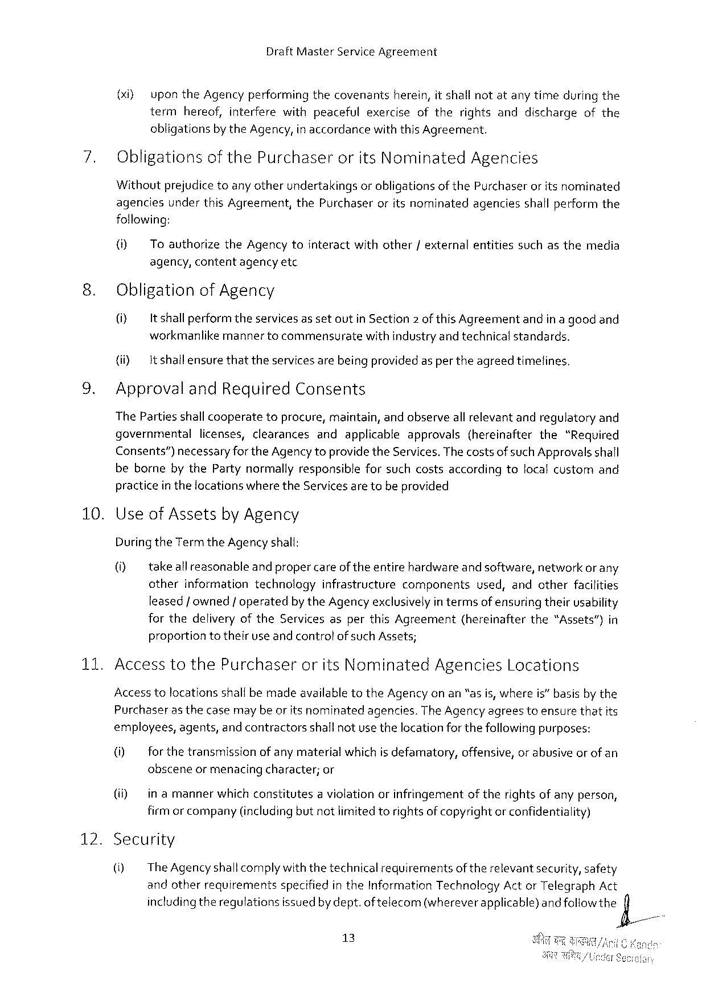 Draft Master Service Agreement
(xi) upon the Agency performing the covenants herein, it shall not at any time during the
term hereof, interfere with peaceful exercise of the rights and discharge of the
obligations by the Agency, in accordance with this Agreement.
7. Obligations of the Purchaser or its Nominated Agencies
Without prejudice to any other undertakings or obligations of the Purchaser or its nominated
agencies under this Agreement, the Purchaser or its nominated agencies shall perform the
following:
(i) To authorize the Agency to interact with other / external entities such as the media
agency, content agency etc
8. Obligation of Agency
(i) It shall perform the services as set out in Section 2 of this Agreement and in a good and
workmanlike manner to commensurate with industry and technical standards.
(ii) It shall ensure that the services are being provided as per the agreed timelines.
9. Approval and Required Consents
The Parties shall cooperate to procure, maintain, and observe all relevant and regulatory and
governmental licenses, clearances and applicable approvals (hereinafter the "Required
Consents") necessary for the Agency to provide the Services. The costs of such Approvals shall
be borne by the Party normally responsible for such costs according to local custom and
practice in the locations where the Services are to be provided
10. Use of Assets by Agency
During the Term the Agency shall:
(i) take all reasonable and proper care of the entire hardware and software, network or any
other information technology infrastructure components used, and other facilities
leased / owned / operated by the Agency exclusively in terms of ensuring their usability
for the delivery of the Services as per this Agreement (hereinafter the "Assets") in
proportion to their use and control of such Assets;
11. Access to the Purchaser or its Nominated Agencies Locations
Access to locations shall be made available to the Agency on an "as is, where is" basis by the
Purchaser as the case may be or its nominated agencies. The Agency agrees to ensure that its
employees, agents, and contractors shall not use the location for the following purposes:
(i) for the transmission of any material which is defamatory, offensive, or abusive or of an
obscene or menacing character; or
(ii) in a manner which constitutes a violation or infringement of the rights of any person,
firm or company (including but not limited to rights of copyright or confidentiality)
12. Security
(i) The Agency shall comply with the technical requirements of the relevant security, safety
and other requirements specified in the Information Technology Act or Telegraph Act
including the regulations issued by dept. of telecom (wherever applicable) and follow the
13
चन्द्र /Anil C
अवर सचिव/Under Secretary